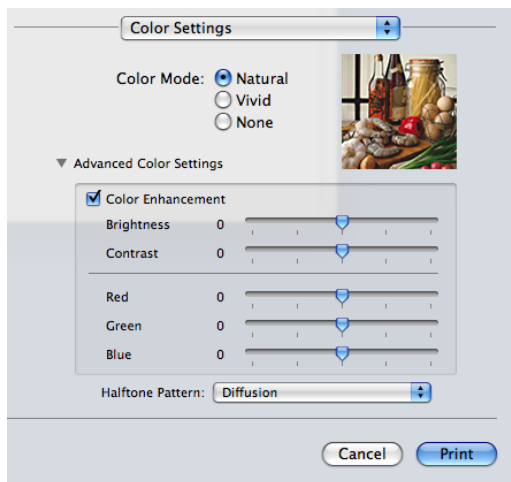 Color Settings
Color Mode: Natural
Vivid
None
Advanced Color Settings
Color Enhancement
Brightness 0
Contrast 0
Red 0
Green 0
Blue 0
Halftone Pattern: Diffusion
Cancel Print